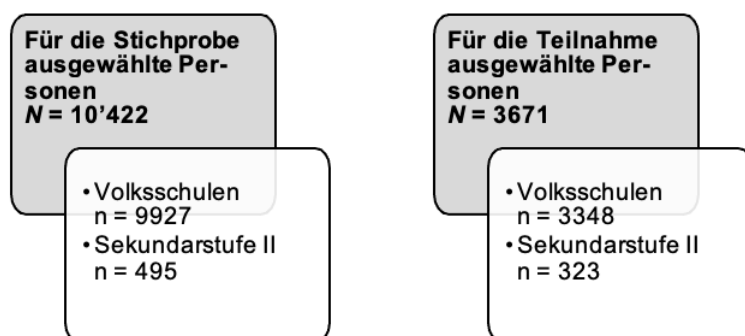 Für die Stichprobe
ausgewählte Per-
sonen
N = 10'422
• Volksschulen
n = 9927
• Sekundarstufe II
n = 495
Für die Teilnahme
ausgewählte Per-
sonen
N = 3671
• Volksschulen
n = 3348
• Sekundarstufe II
n = 323